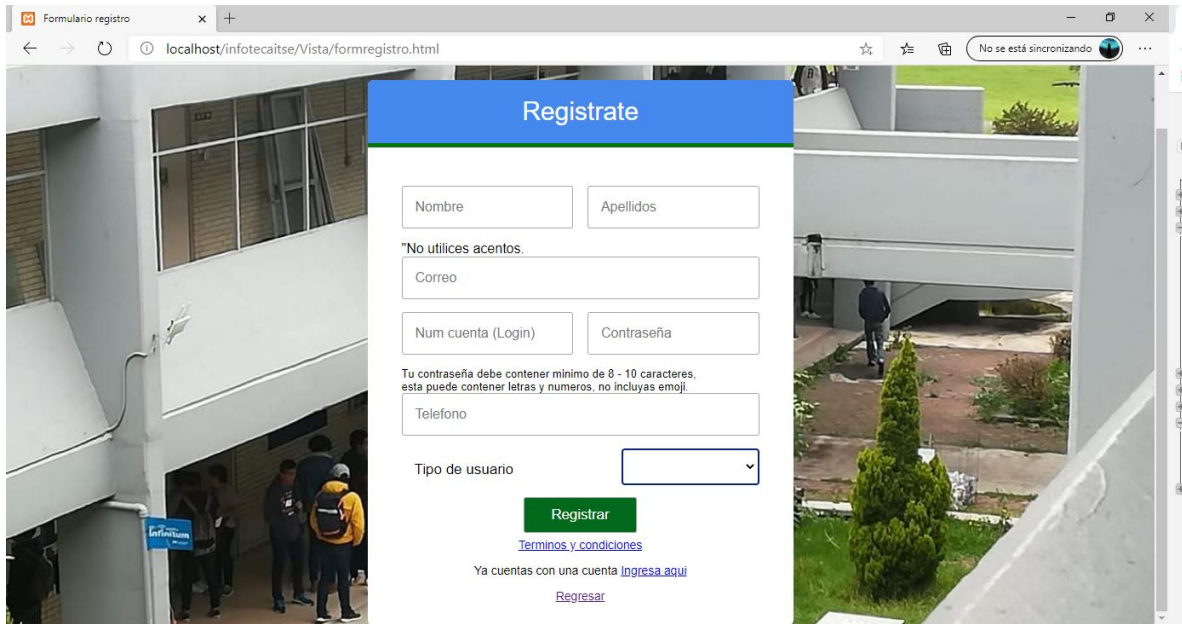 Formulario registro
localhost/infotecaitse/Vista/formregistro.html
No se está sincronizando
Registrate
Nombre
Apellidos
"No utilices acentos.
Correo
Num cuenta (Login)
Contraseña
Tu contraseña debe contener minimo de 8 - 10 caracteres,
esta puede contener letras y numeros, no incluyas emoji.
Telefono
Tipo de usuario
Registrar
Terminos y condiciones
Ya cuentas con una cuenta Ingresa aqui
Regresar
infinitum
B